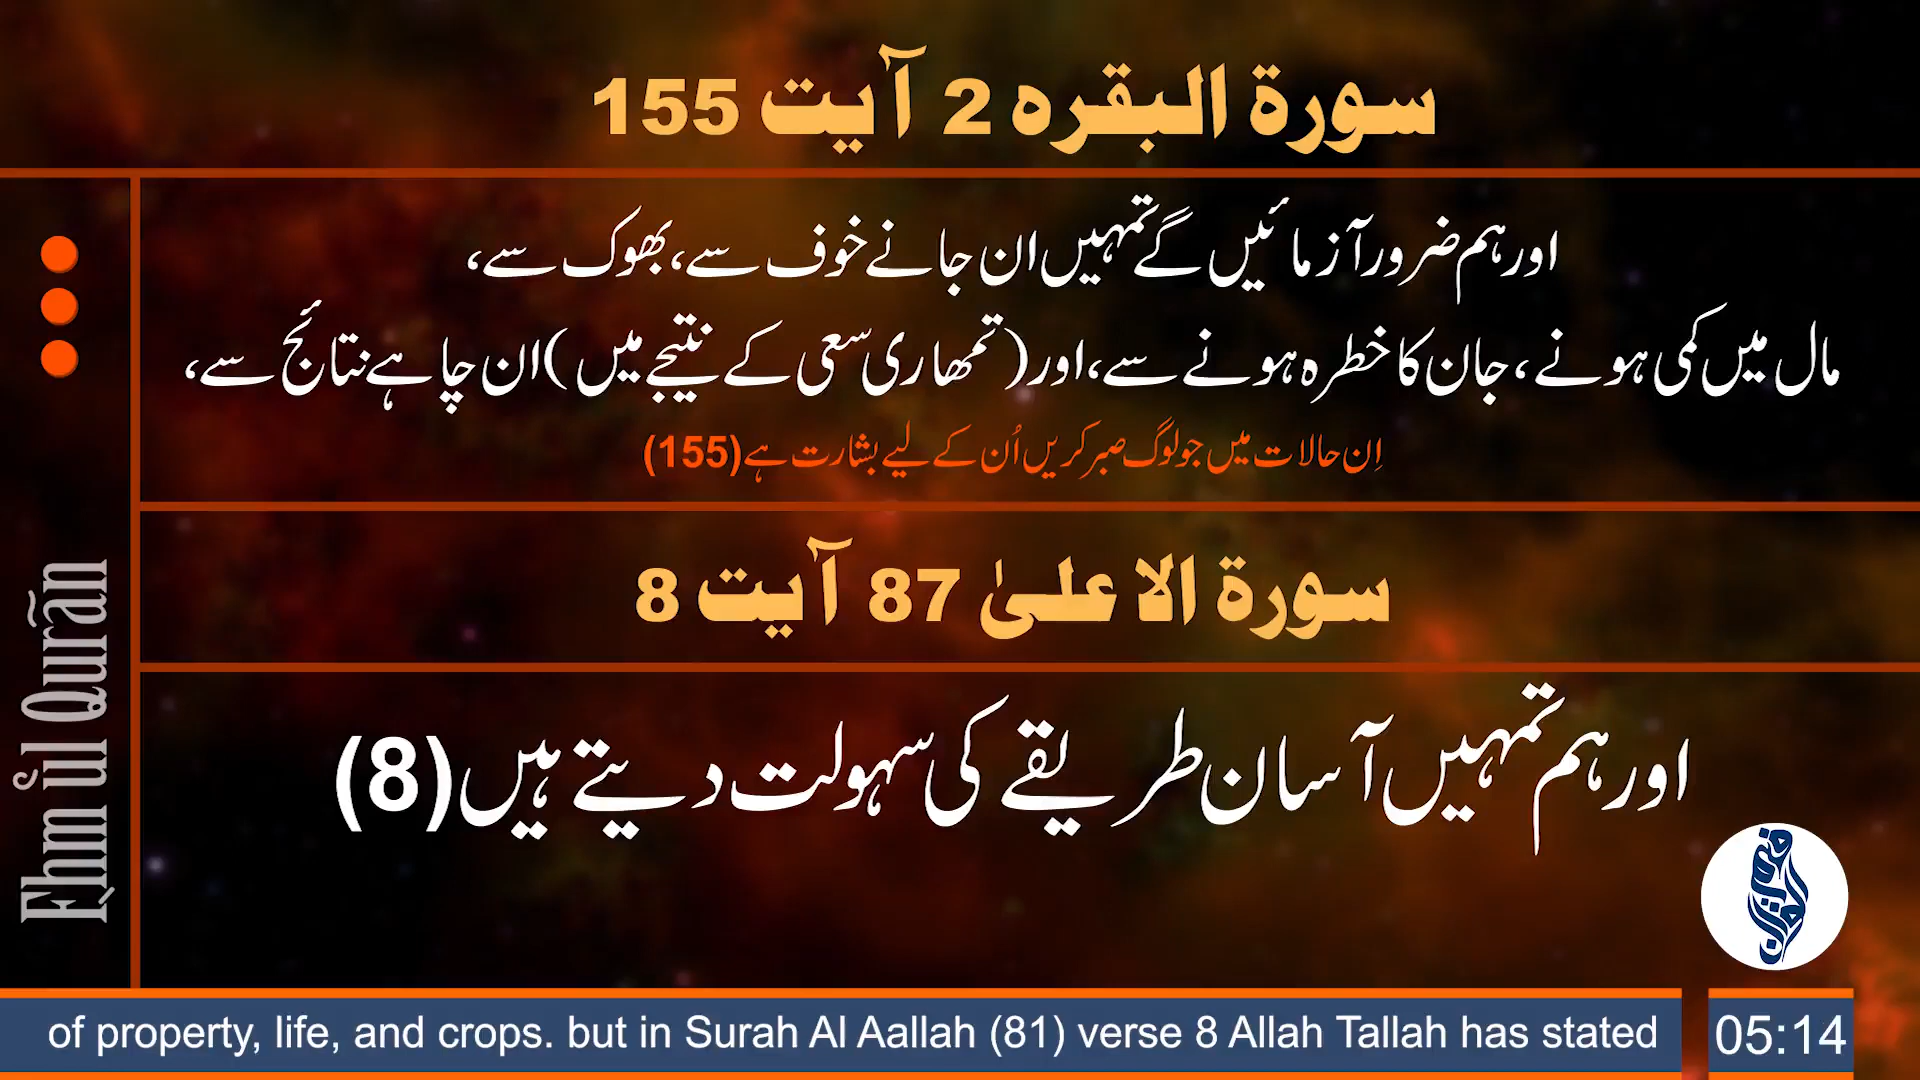 سورۃ البقرہ 2 آیت 155
اور ہم ضرور آزمائیں گے تمہیں ان جانے خوف سے، بھوک سے،
مال میں کمی ہونے، جان کا خطرہ ہونے سے، اور (تمھاری سعی کے نتیجے میں) ان چاہے نتائج سے،
اِن حالات میں جو لوگ صبر کریں اُن کے لیے بشارت ہے (155)
سورۃ الاعلیٰ 87 آیت 8
اور ہم تمہیں آسان طریقے کی سہولت دیتے ہیں (8)
Fhm ul Qurãn
فہم القرآن
of property, life, and crops. but in Surah Al Aallah (81) verse 8 Allah Tallah has stated
05:14